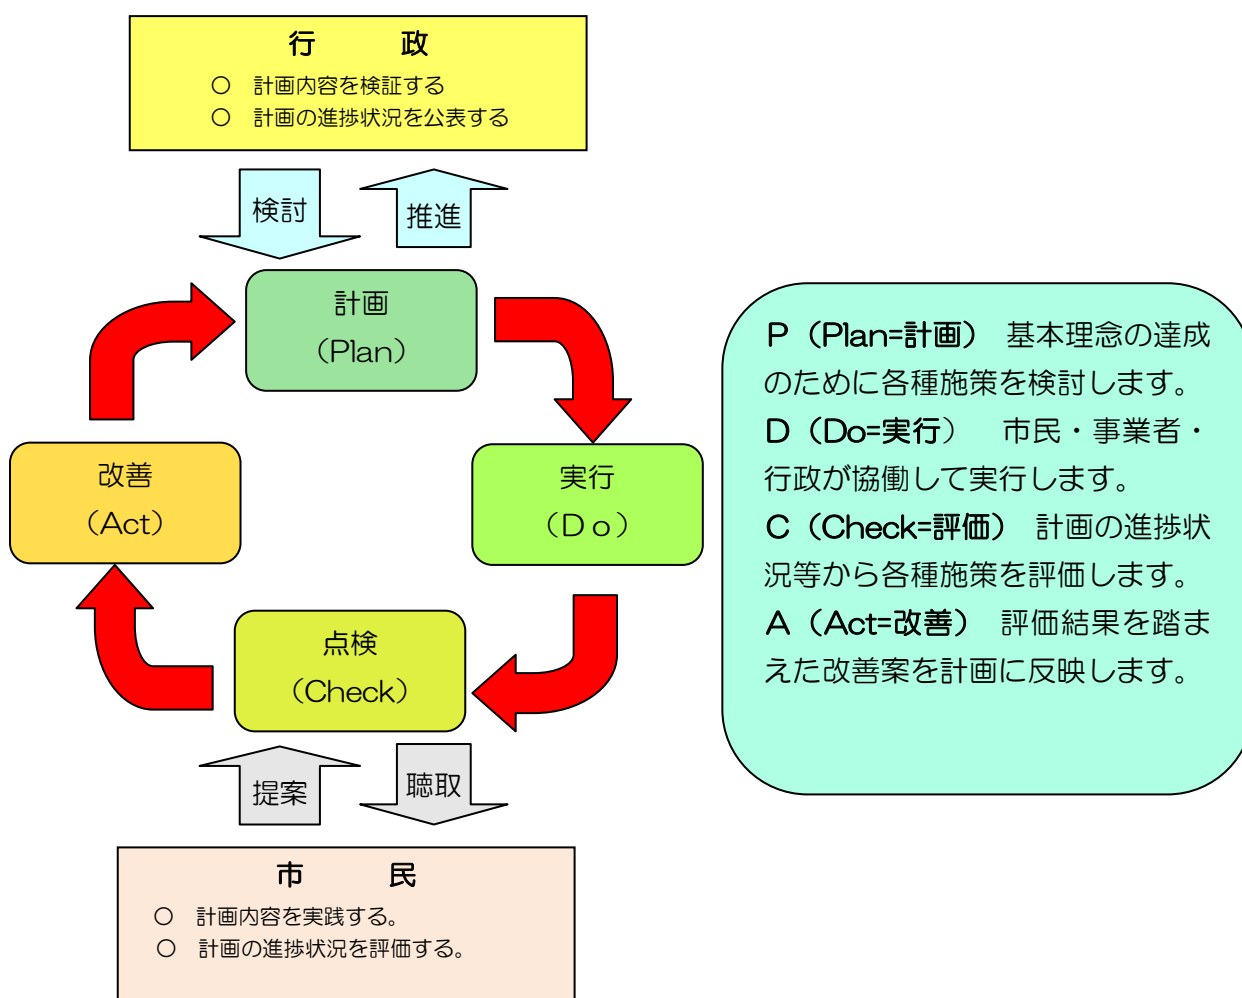 行　　政
○　計画内容を検証する
○　計画の進捗状況を公表する
検討
推進
計画
（Plan）
実行
（Ｄｏ）
点検
（Check）
改善
（Act）
提案
聴取
市　　民
○　計画内容を実践する。
○　計画の進捗状況を評価する。
P（Plan=計画）　基本理念の達成
のために各種施策を検討します。
D（Do=実行）　市民・事業者・
行政が協働して実行します。
C（Check=評価）　計画の進捗状
況等から各種施策を評価します。
A（Act=改善）　評価結果を踏ま
えた改善案を計画に反映します。